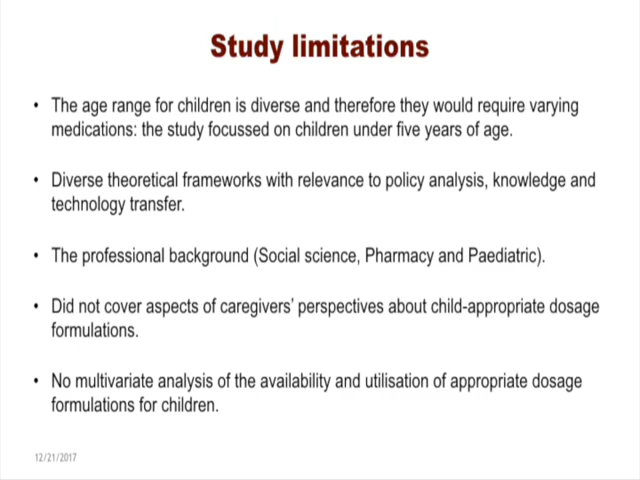 Study limitations
• The age range for children is diverse and therefore they would require varying
medications: the study focussed on children under five years of age.
• Diverse theoretical frameworks with relevance to policy analysis, knowledge and
technology transfer.
• The professional background (Social science, Pharmacy and Paediatric).
• Did not cover aspects of caregivers' perspectives about child-appropriate dosage
formulations.
• No multivariate analysis of the availability and utilisation of appropriate dosage
formulations for children.
12/21/2017